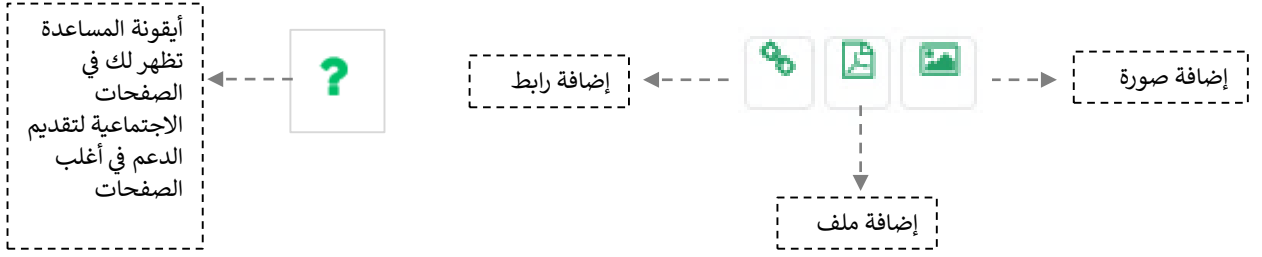 إضافة صورة
إضافة رابط
إضافة ملف
?
أيقونة المساعدة
تظهر لك في
الصفحات
الاجتماعية لتقديم
الدعم في أغلب
الصفحات